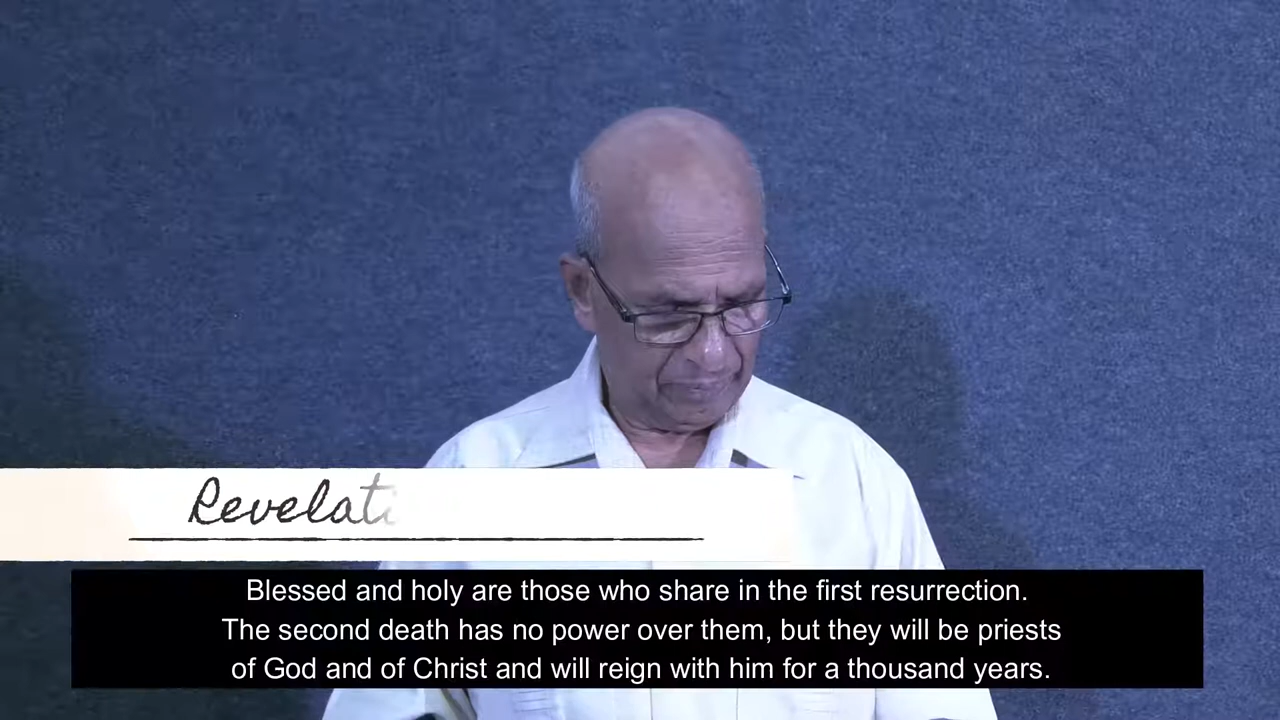 Revelati
Blessed and holy are those who share in the first resurrection.
The second death has no power over them, but they will be priests
of God and of Christ and will reign with him for a thousand years.